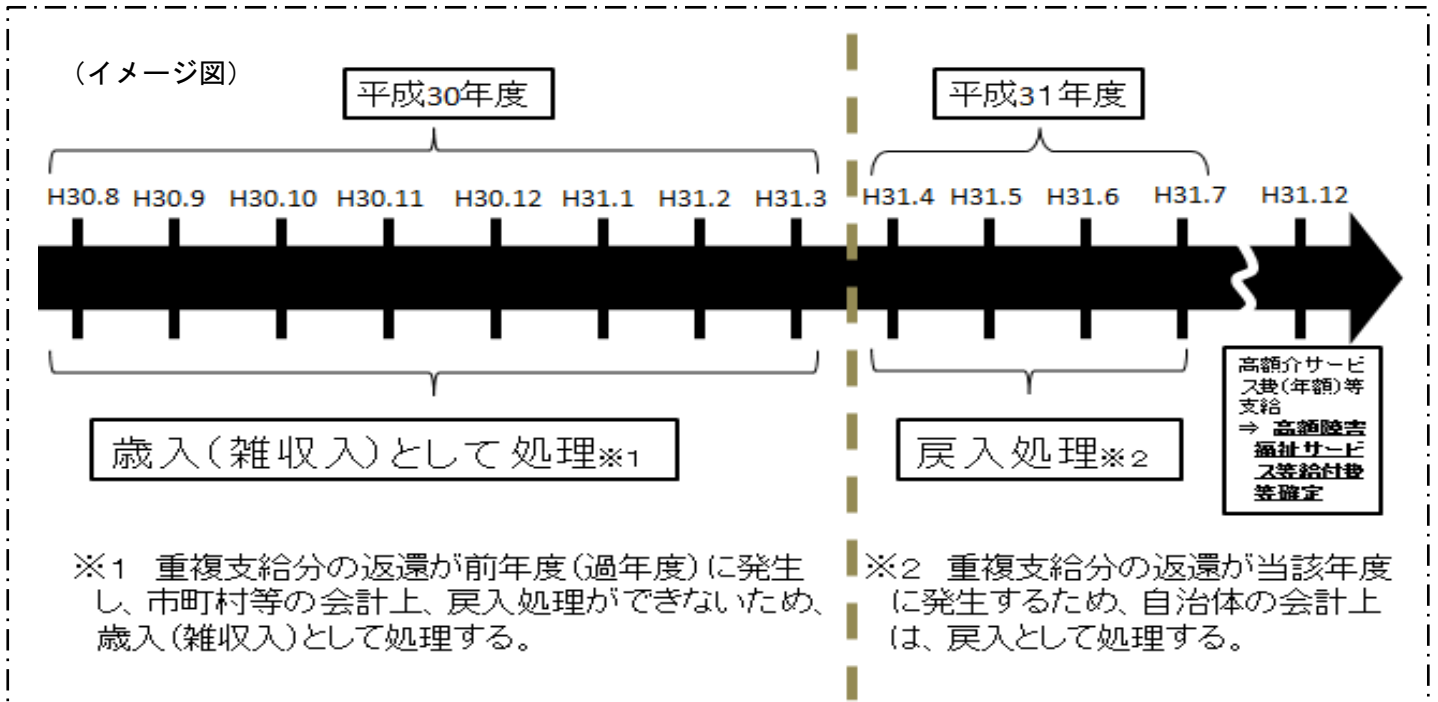 （イメージ図）
平成30年度
平成31年度
H30.8 H30.9 H30.10 H30.11 H30.12 H31.1 H31.2 H31.3 H31.4 H31.5 H31.6 H31.7 H31.12
歳入（雑収入）として処理※1
戻入処理※2
高額介サービ
ス費（年額）等
支給
⇒ 高額障害
福祉サービ
ス等給付費
等確定
※1 重複支給分の返還が前年度（過年度）に発生
し、市町村等の会計上、戻入処理ができないため、
歳入（雑収入）として処理する。
※2 重複支給分の返還が当該年度
に発生するため、自治体の会計上
は、戻入として処理する。